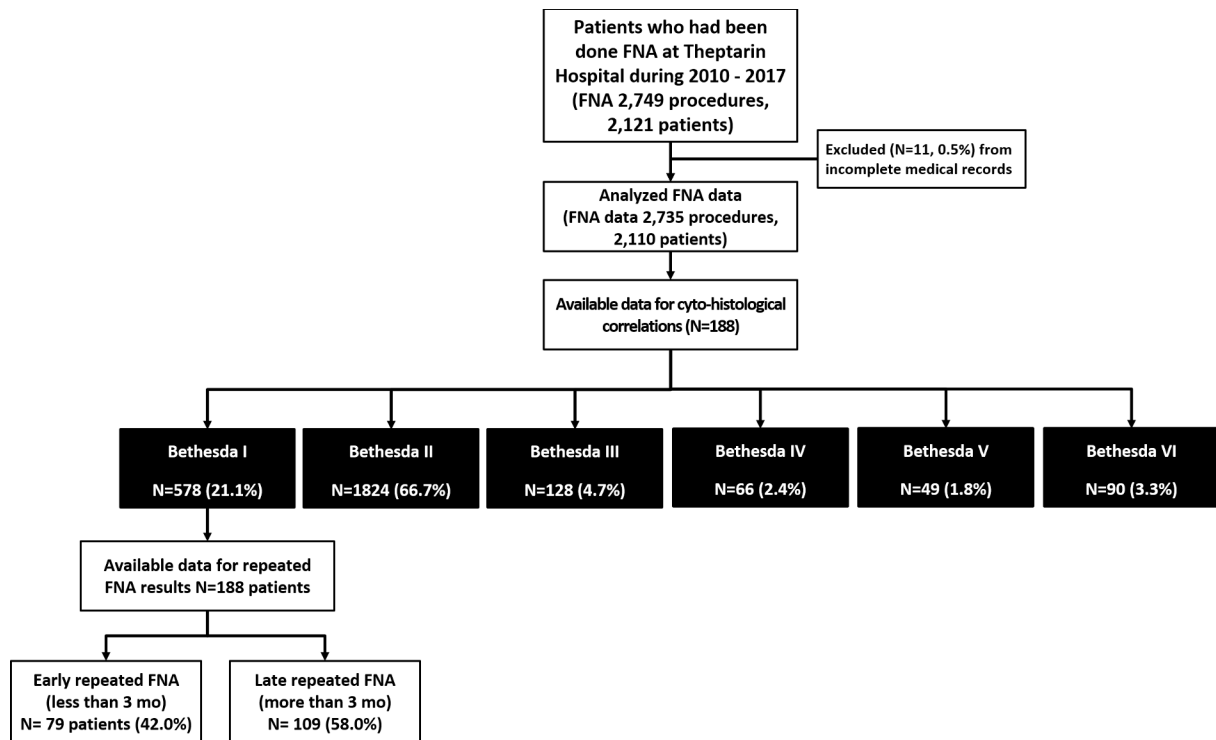 Patients who had been
done FNA at Theptarin
Hospital during 2010 - 2017
(FNA 2,749 procedures,
2,121 patients)
Excluded (N=11, 0.5%) from
incomplete medical records
Analyzed FNA data
(FNA data 2,735 procedures,
2,110 patients)
Available data for cyto-histological
correlations (N=188)
Bethesda I
N=578 (21.1%)
Bethesda II
N=1824 (66.7%)
Bethesda III
N=128 (4.7%)
Bethesda IV
N=66 (2.4%)
Bethesda V
N=49 (1.8%)
Bethesda VI
N=90 (3.3%)
Available data for repeated
FNA results N=188 patients
Early repeated FNA
(less than 3 mo)
N= 79 patients (42.0%)
Late repeated FNA
(more than 3 mo)
N= 109 (58.0%)